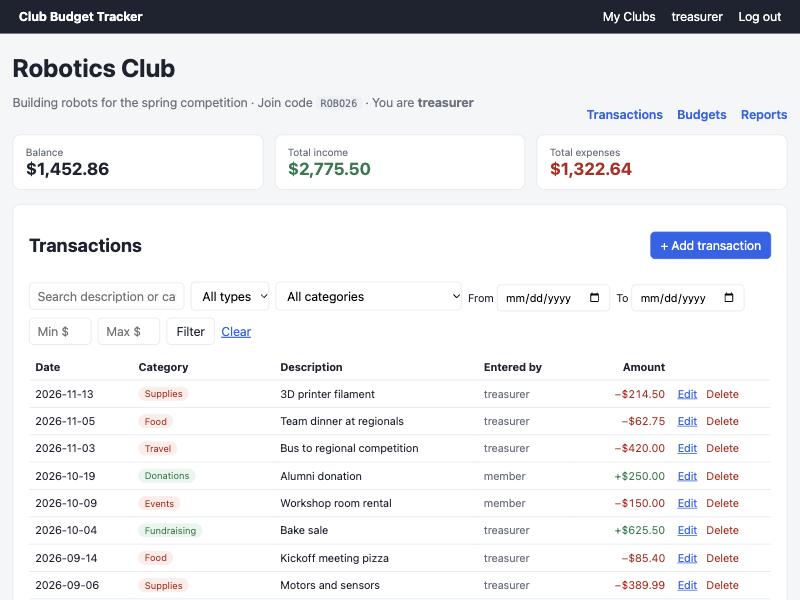 Club Budget Tracker My Clubs treasurer Log out
Robotics Club
Building robots for the spring competition · Join code ROBO26 · You are treasurer
Transactions Budgets Reports
Balance Total income Total expenses
$1,452.86 $2,775.50 $1,322.64
Transactions + Add transaction
Search description or ca All types All categories From mm/dd/yyyy To mm/dd/yyyy
Min $ Max $ Filter Clear
Date Category Description Entered by Amount
2026-11-13 Supplies 3D printer filament treasurer −$214.50 Edit Delete
2026-11-05 Food Team dinner at regionals treasurer −$62.75 Edit Delete
2026-11-03 Travel Bus to regional competition treasurer −$420.00 Edit Delete
2026-10-19 Donations Alumni donation member +$250.00 Edit Delete
2026-10-09 Events Workshop room rental member −$150.00 Edit Delete
2026-10-04 Fundraising Bake sale treasurer +$625.50 Edit Delete
2026-09-14 Food Kickoff meeting pizza treasurer −$85.40 Edit Delete
2026-09-06 Supplies Motors and sensors treasurer −$389.99 Edit Delete